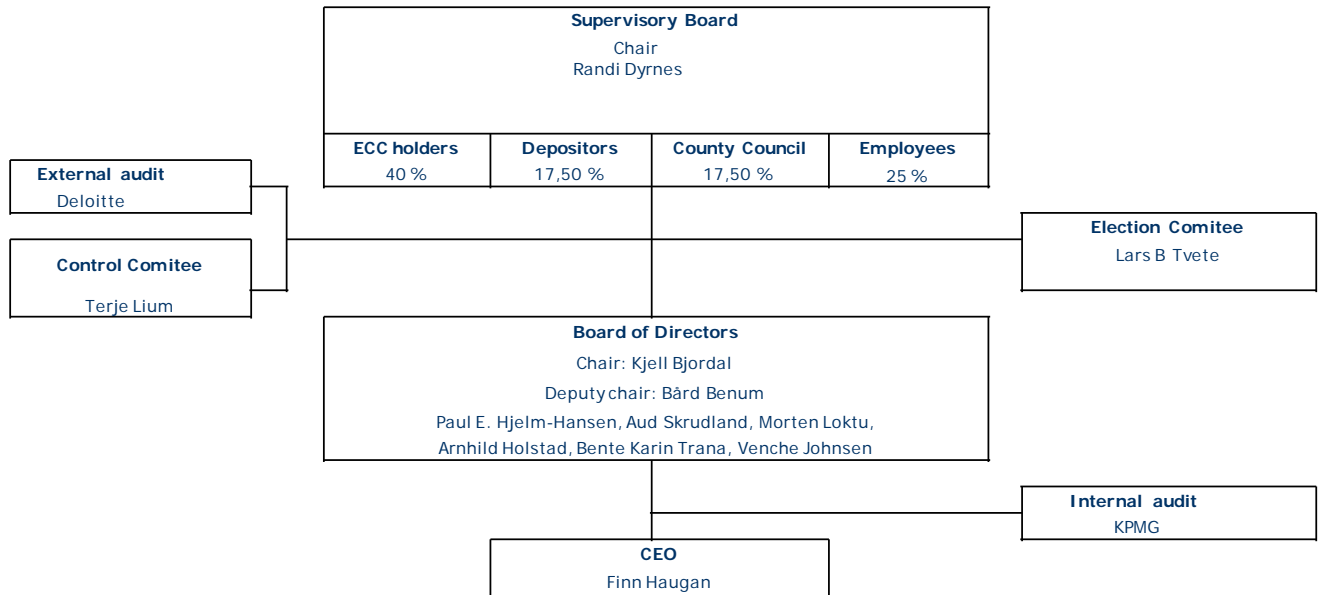 Supervisory Board
Chair
Randi Dyrnes
ECC holders
40 %
Depositors
17,50 %
County Council
17,50 %
Employees
25 %
External audit
Deloitte
Control Comitee
Terje Lium
Election Comitee
Lars B Tvete
Board of Directors
Chair: Kjell Bjordal
Deputy chair: Bård Benum
Paul E. Hjelm-Hansen, Aud Skrudland, Morten Loktu,
Arnhild Holstad, Bente Karin Trana, Venche Johnsen
Internal audit
KPMG
CEO
Finn Haugan